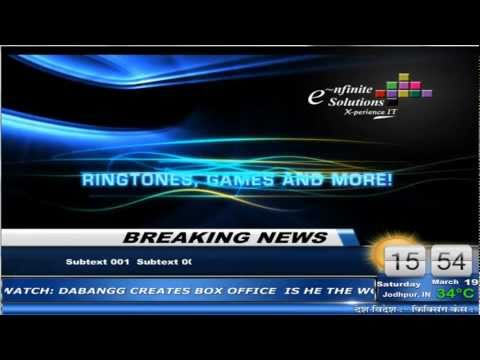 e~nfinite
Solutions
X-perience IT
RINGTONES, GAMES AND MORE!
BREAKING NEWS
Subtext 001 Subtext 00
15 54
WATCH: DABANGG CREATES BOX OFFICE IS HE THE W
Saturday March 19
Jodhpur, IN 34°C
देश-विदेश : फिक्सिंग केस :